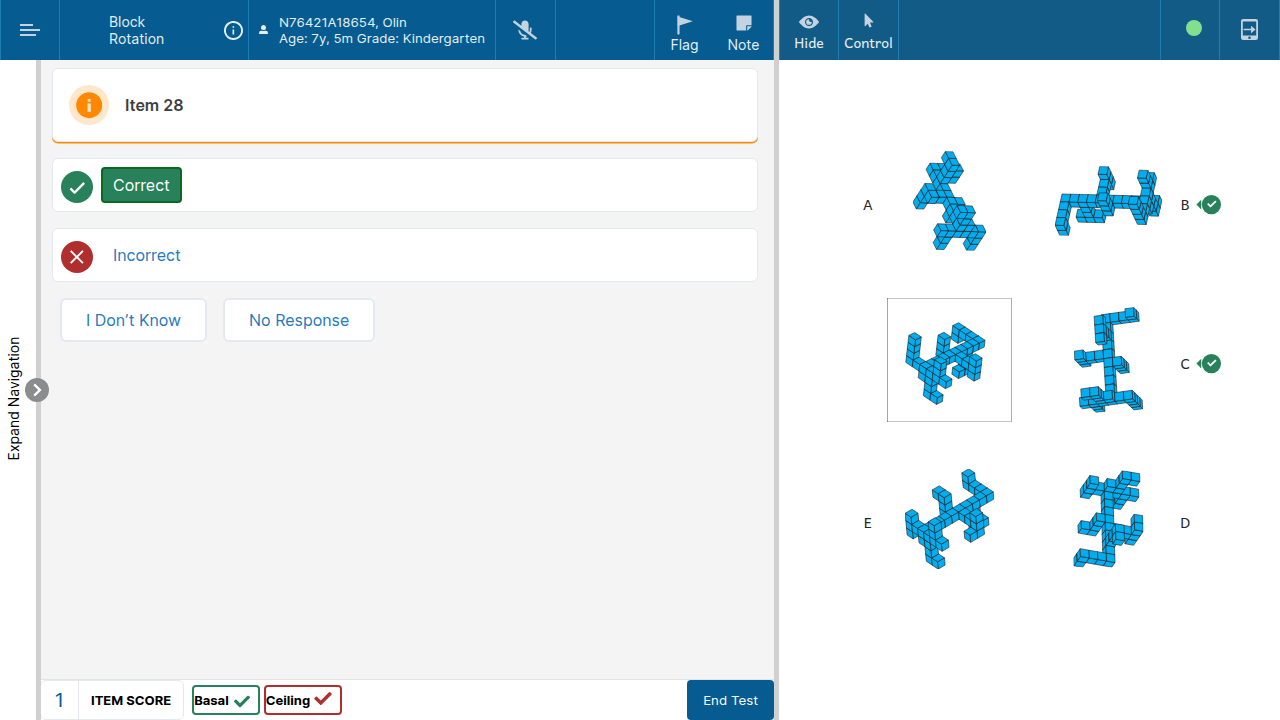 Block
Rotation
N76421A18654, Olin
Age: 7y, 5m Grade: Kindergarten
Flag
Note
Hide
Control
Item 28
Correct
Incorrect
I Don't Know
No Response
Expand Navigation
1
ITEM SCORE
Basal
Ceiling
End Test
A
B
C
E
D